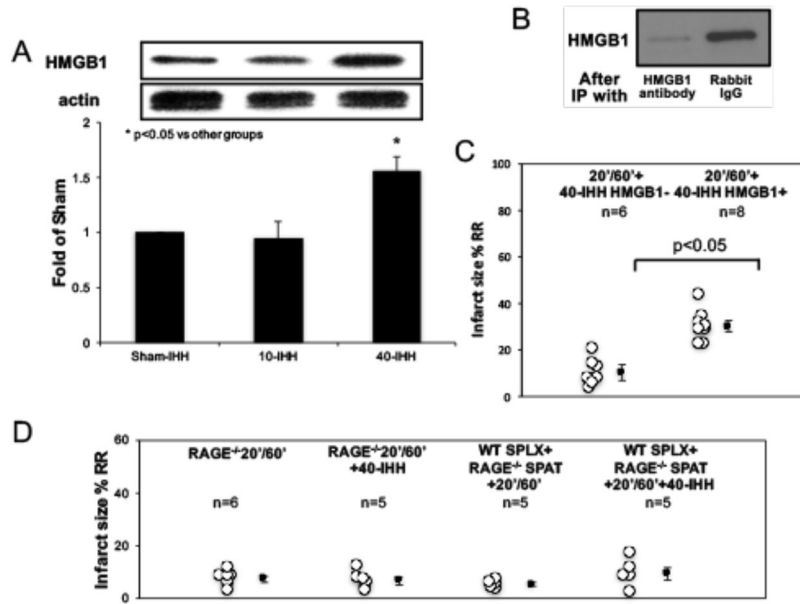 A
HMGB1
actin
* p<0.05 vs other groups
*
Fold of Sham
2
1.5
1
0.5
0
Sham-IHH
10-IHH
40-IHH
B
HMGB1
After
IP with
HMGB1
antibody
Rabbit
IgG
C
Infarct size % RR
100
80
60
40
20
0
20'/60'+
40-IHH HMGB1-
n=6
20'/60'+
40-IHH HMGB1+
n=8
p<0.05
D
Infarct size % RR
60
40
20
0
RAGE-/-20'/60'
n=6
RAGE-/-20'/60'
+40-IHH
n=5
WT SPLX+
RAGE-/- SPAT
+20'/60'
n=5
WT SPLX+
RAGE-/- SPAT
+20'/60'+40-IHH
n=5